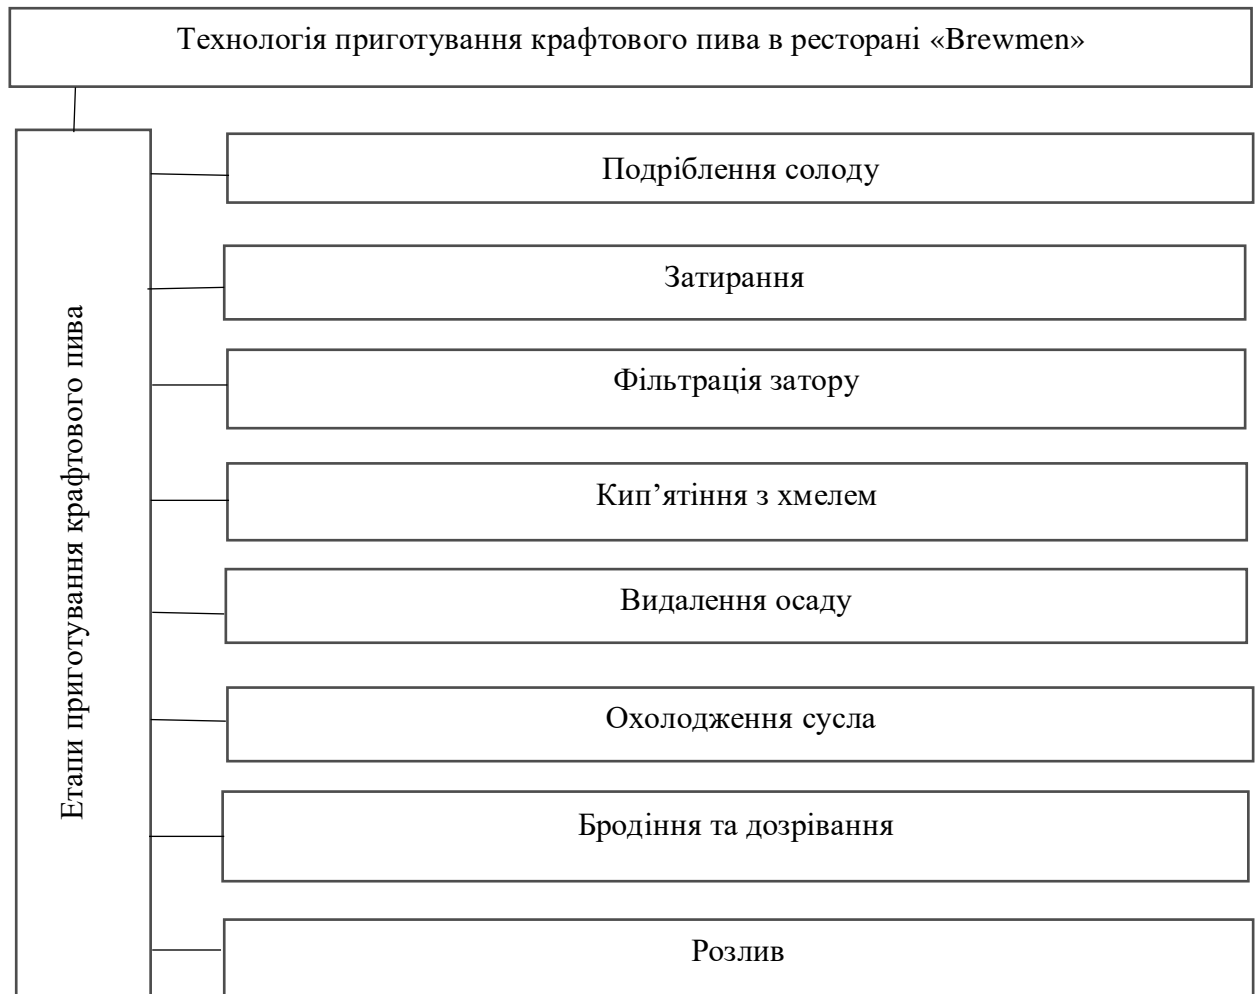 Технологія приготування крафтового пива в ресторані «Brewmen»
Етапи приготування крафтового пива
Подріблення солоду
Затирання
Фільтрація затору
Кип’ятіння з хмелем
Видалення осаду
Охолодження сусла
Бродіння та дозрівання
Розлив